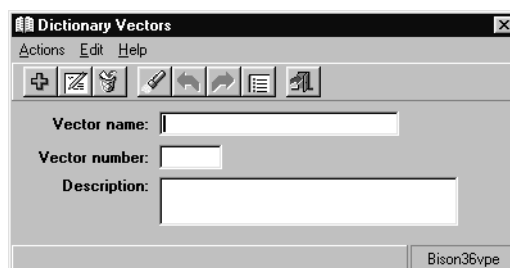 Dictionary Vectors
Actions Edit Help
Vector name:
Vector number:
Description:
Bison36vpe